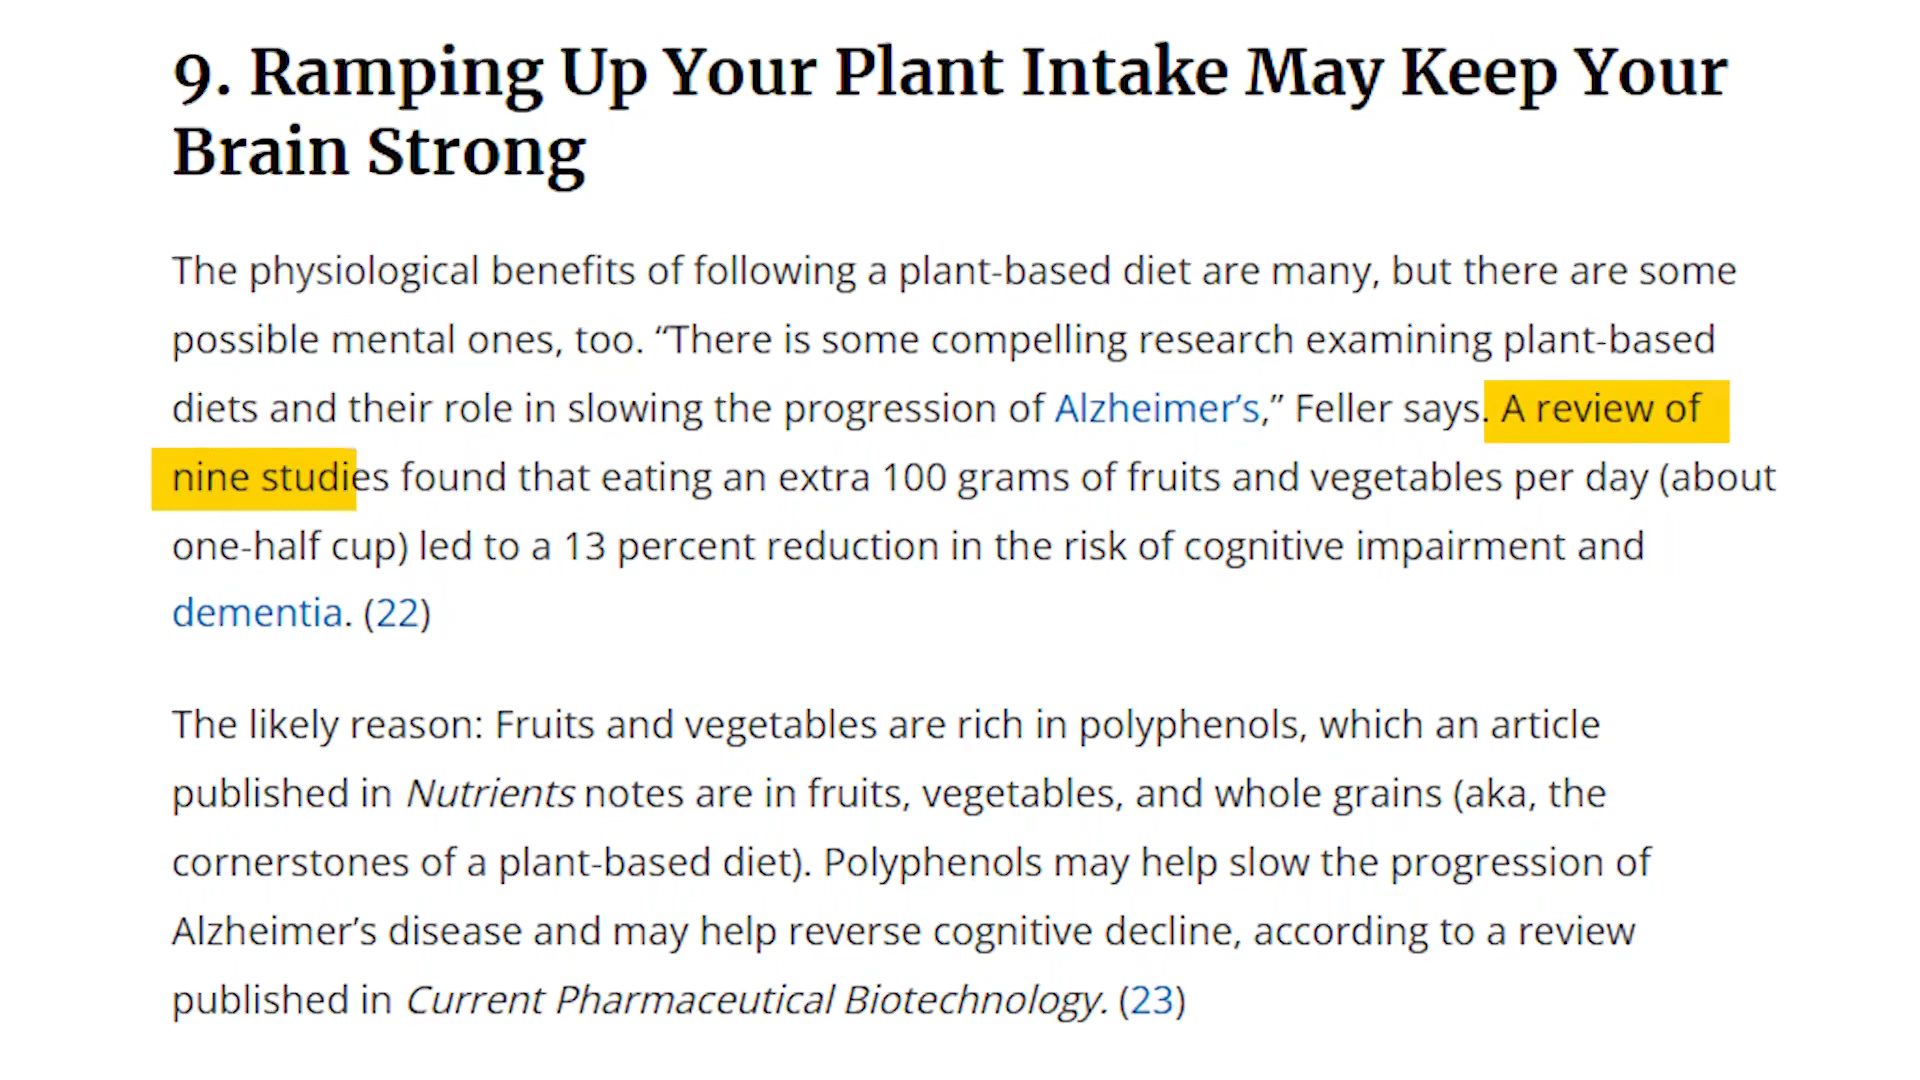 9. Ramping Up Your Plant Intake May Keep Your
Brain Strong
The physiological benefits of following a plant-based diet are many, but there are some
possible mental ones, too. “There is some compelling research examining plant-based
diets and their role in slowing the progression of Alzheimer’s,” Feller says. A review of
nine studies found that eating an extra 100 grams of fruits and vegetables per day (about
one-half cup) led to a 13 percent reduction in the risk of cognitive impairment and
dementia. (22)
The likely reason: Fruits and vegetables are rich in polyphenols, which an article
published in Nutrients notes are in fruits, vegetables, and whole grains (aka, the
cornerstones of a plant-based diet). Polyphenols may help slow the progression of
Alzheimer’s disease and may help reverse cognitive decline, according to a review
published in Current Pharmaceutical Biotechnology. (23)